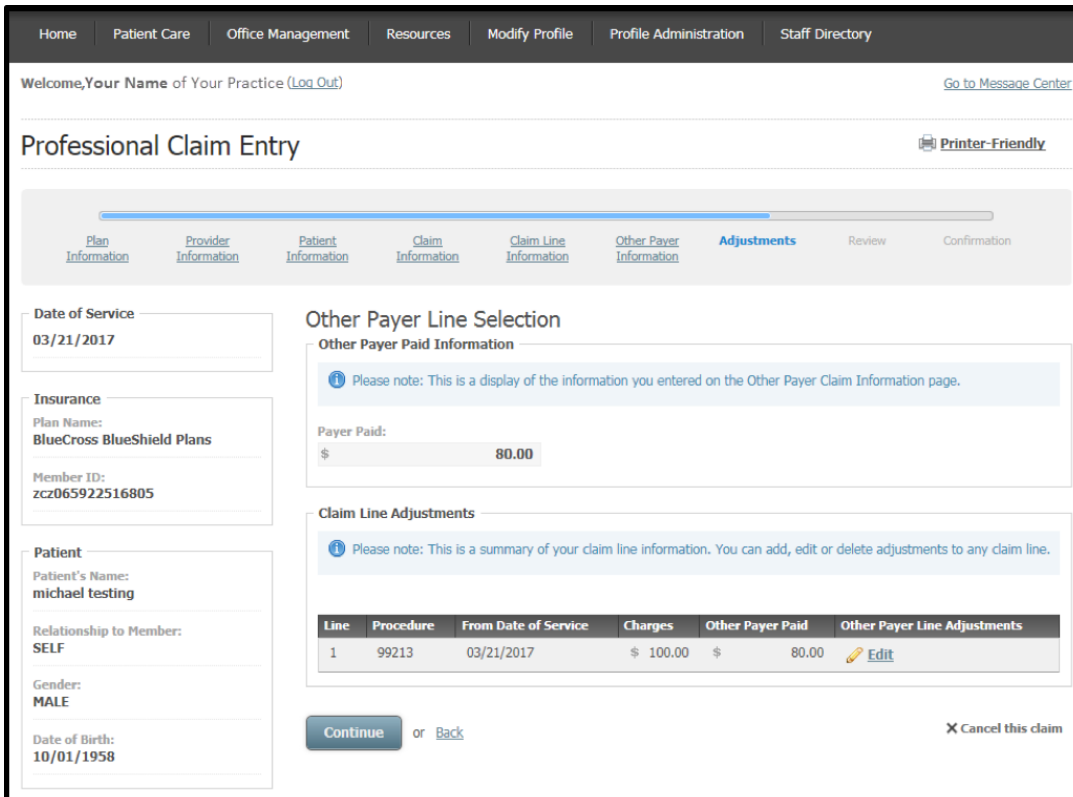 Home Patient Care Office Management Resources Modify Profile Profile Administration Staff Directory
Welcome,Your Name of Your Practice (Log Out)
Go to Message Center
Professional Claim Entry
Printer-Friendly
Plan Information
Provider Information
Patient Information
Claim Information
Claim Line Information
Other Payer Information
Adjustments
Review
Confirmation
Date of Service
03/21/2017
Insurance
Plan Name:
BlueCross BlueShield Plans
Member ID:
zcz065922516805
Patient
Patient's Name:
michael testing
Relationship to Member:
SELF
Gender:
MALE
Date of Birth:
10/01/1958
Other Payer Line Selection
Other Payer Paid Information
Please note: This is a display of the information you entered on the Other Payer Claim Information page.
Payer Paid:
$ 80.00
Claim Line Adjustments
Please note: This is a summary of your claim line information. You can add, edit or delete adjustments to any claim line.
Line Procedure From Date of Service Charges Other Payer Paid Other Payer Line Adjustments
1 99213 03/21/2017 $ 100.00 $ 80.00 Edit
Continue or Back
X Cancel this claim